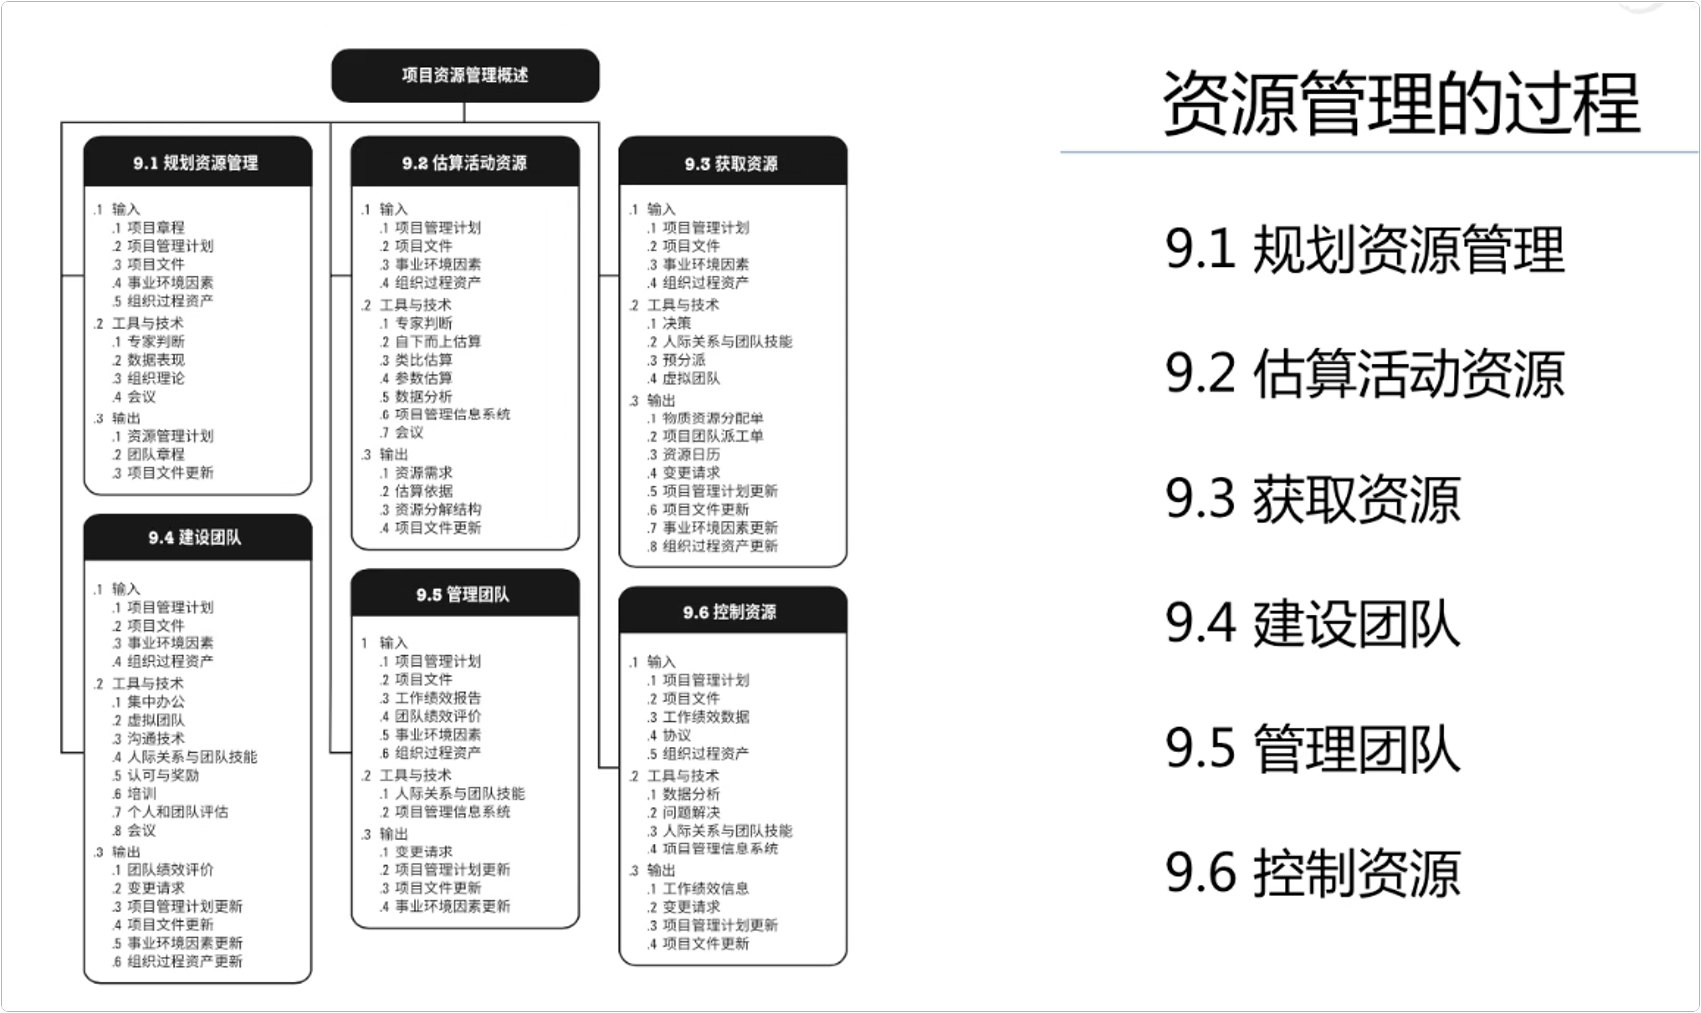 项目资源管理概述
9.1 规划资源管理
.1 输入
.1 项目章程
.2 项目管理计划
.3 项目文件
.4 事业环境因素
.5 组织过程资产
.2 工具与技术
.1 专家判断
.2 数据表现
.3 组织理论
.4 会议
.3 输出
.1 资源管理计划
.2 团队章程
.3 项目文件更新
9.2 估算活动资源
.1 输入
.1 项目管理计划
.2 项目文件
.3 事业环境因素
.4 组织过程资产
.2 工具与技术
.1 专家判断
.2 自下而上估算
.3 类比估算
.4 参数估算
.5 数据分析
.6 项目管理信息系统
.7 会议
.3 输出
.1 资源需求
.2 估算依据
.3 资源分解结构
.4 项目文件更新
9.3 获取资源
.1 输入
.1 项目管理计划
.2 项目文件
.3 事业环境因素
.4 组织过程资产
.2 工具与技术
.1 决策
.2 人际关系与团队技能
.3 预分派
.4 虚拟团队
.3 输出
.1 物质资源分配单
.2 项目团队派工单
.3 资源日历
.4 变更请求
.5 项目管理计划更新
.6 项目文件更新
.7 事业环境因素更新
.8 组织过程资产更新
9.4 建设团队
.1 输入
.1 项目管理计划
.2 项目文件
.3 事业环境因素
.4 组织过程资产
.2 工具与技术
.1 集中办公
.2 虚拟团队
.3 沟通技术
.4 人际关系与团队技能
.5 认可与奖励
.6 培训
.7 个人和团队评估
.8 会议
.3 输出
.1 团队绩效评价
.2 变更请求
.3 项目管理计划更新
.4 项目文件更新
.5 事业环境因素更新
.6 组织过程资产更新
9.5 管理团队
1 输入
.1 项目管理计划
.2 项目文件
.3 工作绩效报告
.4 团队绩效评价
.5 事业环境因素
.6 组织过程资产
.2 工具与技术
.1 人际关系与团队技能
.2 项目管理信息系统
.3 输出
.1 变更请求
.2 项目管理计划更新
.3 项目文件更新
.4 事业环境因素更新
9.6 控制资源
.1 输入
.1 项目管理计划
.2 项目文件
.3 工作绩效数据
.4 协议
.5 组织过程资产
.2 工具与技术
.1 数据分析
.2 问题解决
.3 人际关系与团队技能
.4 项目管理信息系统
.3 输出
.1 工作绩效信息
.2 变更请求
.3 项目管理计划更新
.4 项目文件更新
资源管理的过程
9.1 规划资源管理
9.2 估算活动资源
9.3 获取资源
9.4 建设团队
9.5 管理团队
9.6 控制资源